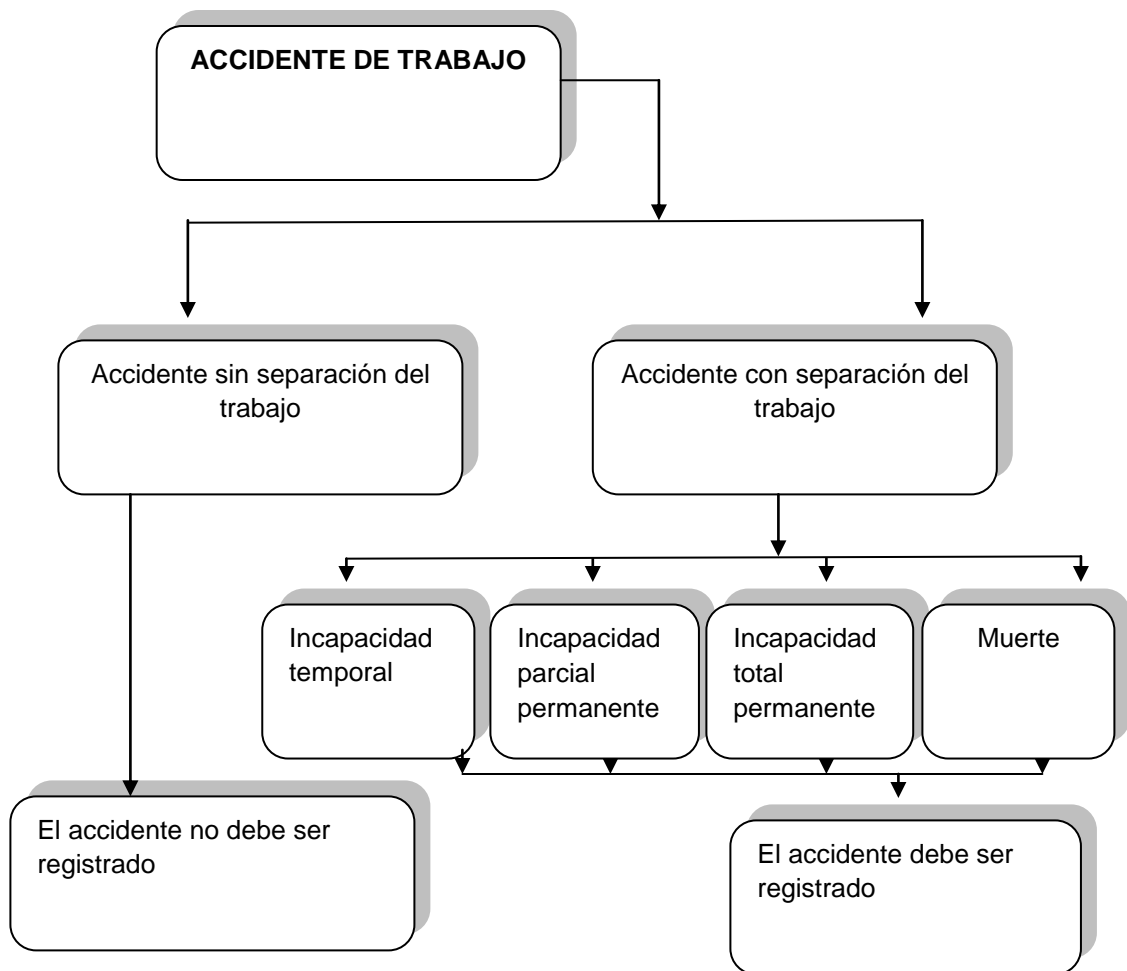 ACCIDENTE DE TRABAJO
Accidente sin separación del
trabajo
Accidente con separación del
trabajo
Incapacidad
temporal
Incapacidad
parcial
permanente
Incapacidad
total
permanente
Muerte
El accidente no debe ser
registrado
El accidente debe ser
registrado